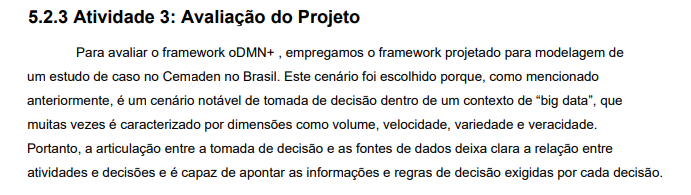 5.2.3 Atividade 3: Avaliação do Projeto
Para avaliar o framework oDMN+ , empregamos o framework projetado para modelagem de
um estudo de caso no Cemaden no Brasil. Este cenário foi escolhido porque, como mencionado
anteriormente, é um cenário notável de tomada de decisão dentro de um contexto de “big data”, que
muitas vezes é caracterizado por dimensões como volume, velocidade, variedade e veracidade.
Portanto, a articulação entre a tomada de decisão e as fontes de dados deixa clara a relação entre
atividades e decisões e é capaz de apontar as informações e regras de decisão exigidas por cada decisão.